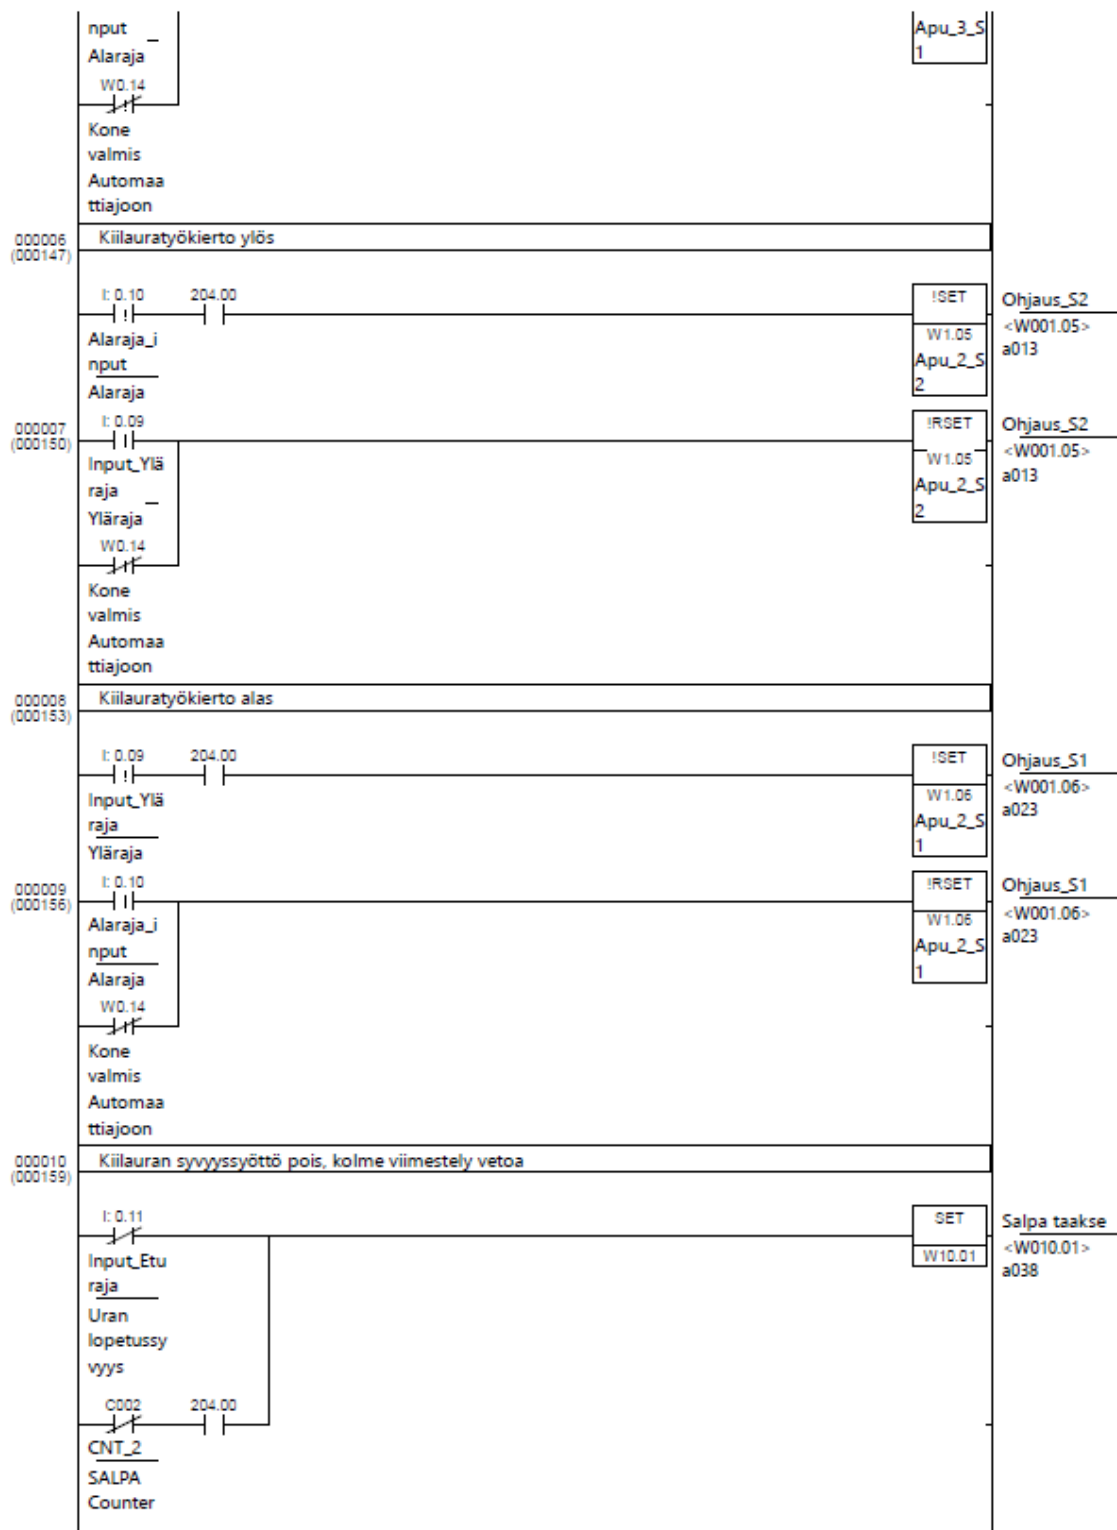 nput _
Apu_3_S
Alaraja
1
W0.14
Kone
valmis
Automaa
ttiajoon
000006
(000147)
Kiilauratyökierto ylös
I: 0.10
204.00
!SET
Ohjaus_S2
Alaraja_i
W1.05
<W001.05>
nput
Apu_2_S
a013
Alaraja
2
000007
(000150)
I: 0.09
!RSET
Ohjaus_S2
Input_Ylä
W1.05
<W001.05>
raja _
Apu_2_S
a013
Yläraja
2
W0.14
Kone
valmis
Automaa
ttiajoon
000008
(000153)
Kiilauratyökierto alas
I: 0.09
204.00
!SET
Ohjaus_S1
Input_Ylä
W1.06
<W001.06>
raja
Apu_2_S
a023
Yläraja
1
000009
(000156)
I: 0.10
!RSET
Ohjaus_S1
Alaraja_i
W1.06
<W001.06>
nput
Apu_2_S
a023
Alaraja
1
W0.14
Kone
valmis
Automaa
ttiajoon
000010
(000159)
Kiilauran syvyyssyöttö pois, kolme viimestely vetoa
I: 0.11
SET
Salpa taakse
Input_Etu
W10.01
<W010.01>
raja
a038
Uran
lopetussy
vyys
C002
204.00
CNT_2
SALPA
Counter